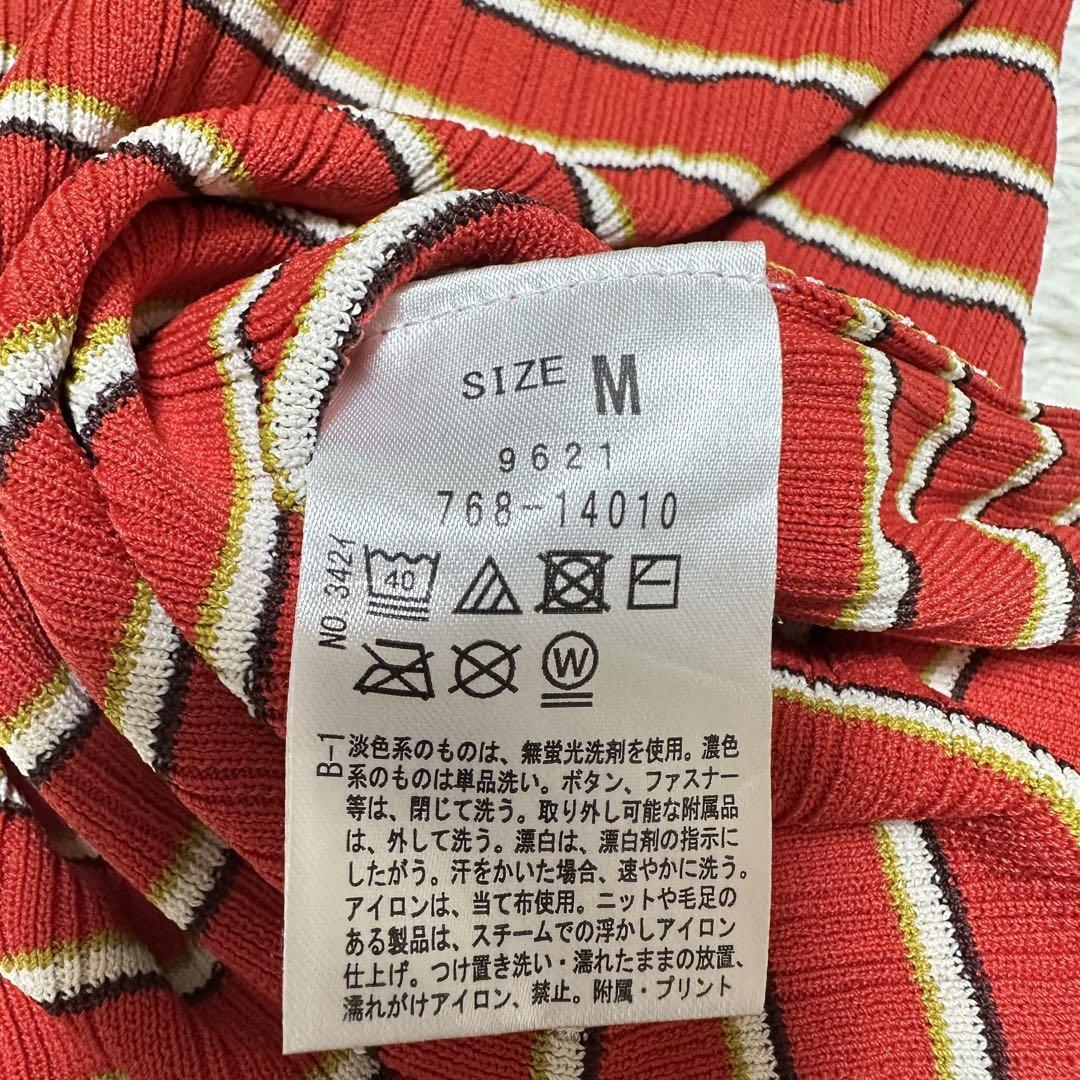 SIZE M
9621
768-14010
NO.342イ
40
W
B-1
淡色系のものは、無蛍光洗剤を使用。濃色
系のものは単品洗い。ボタン、ファスナー
等は、閉じて洗う。取り外し可能な附属品
は、外して洗う。漂白は、漂白剤の指示に
したがう。汗をかいた場合、速やかに洗う。
アイロンは、当て布使用。ニットや毛足の
ある製品は、スチームでの浮かしアイロン
仕上げ。つけ置き洗い・濡れたままの放置、
濡れがけアイロン、禁止。附属・プリント